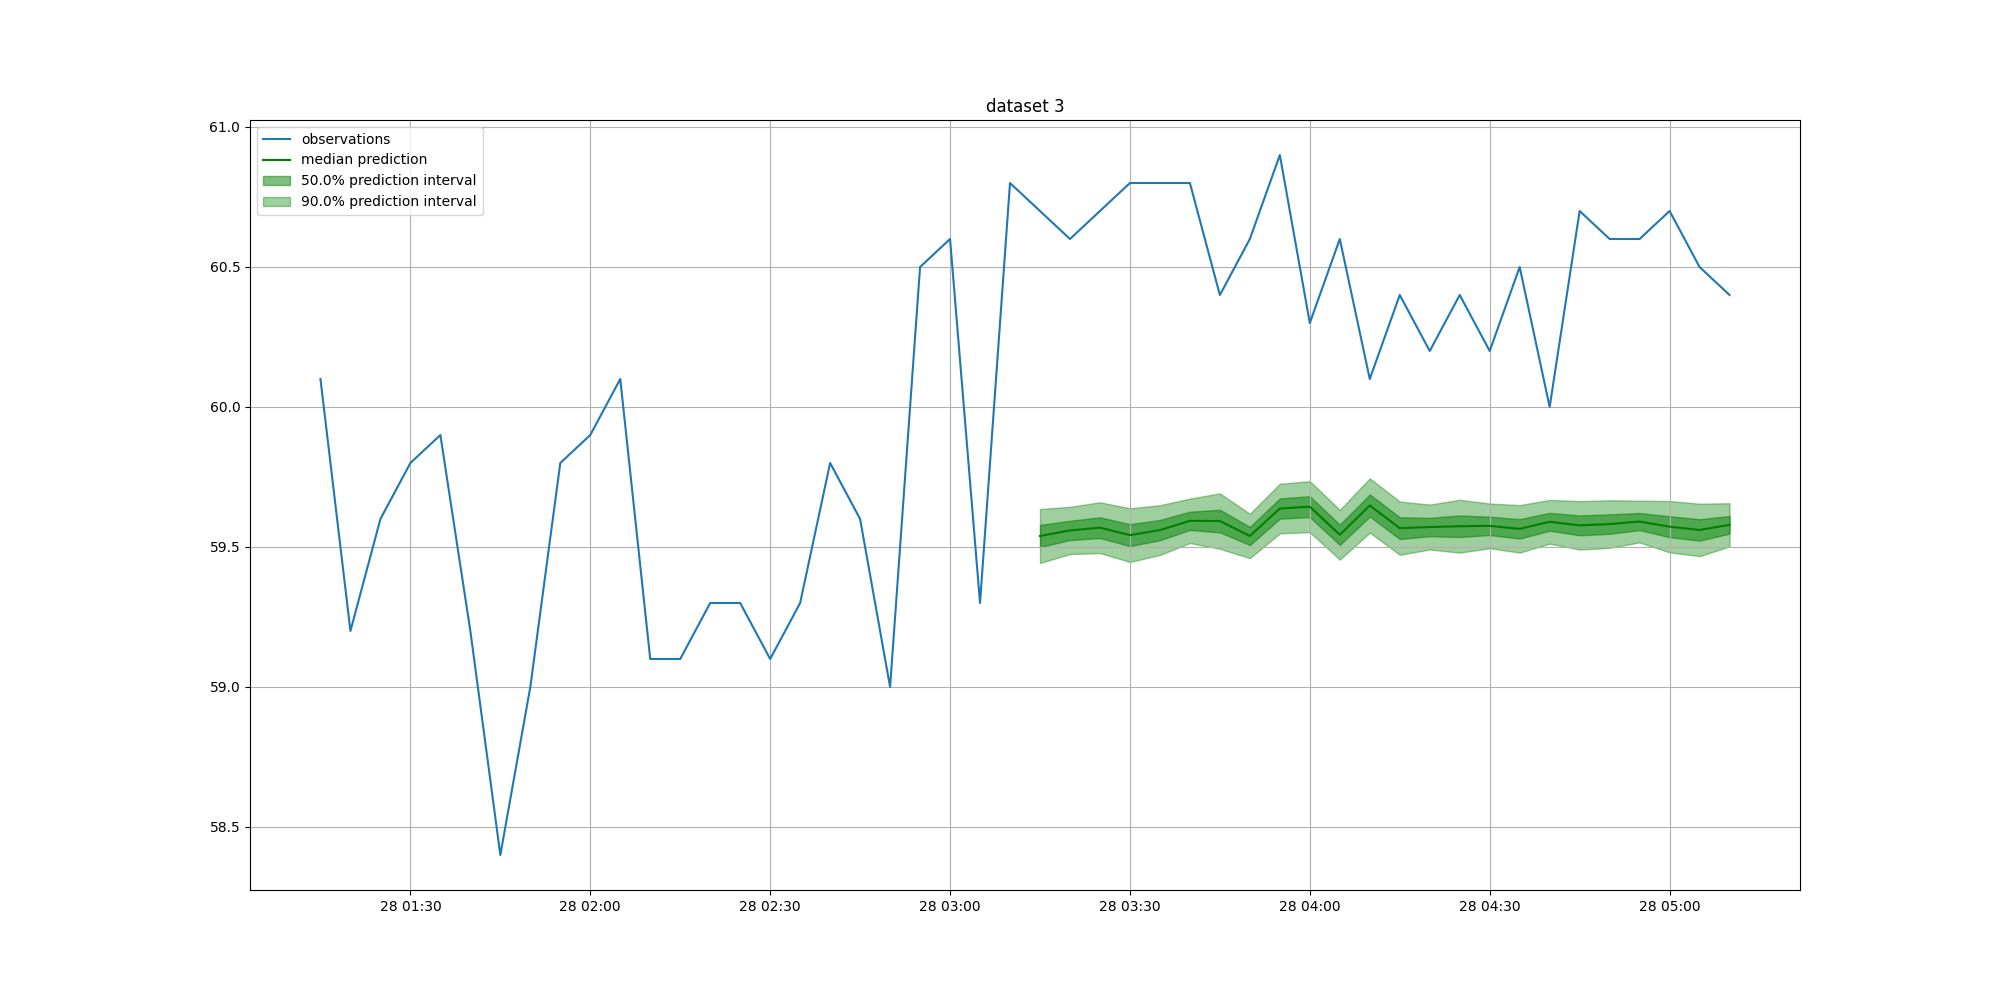 dataset 3
observations
median prediction
50.0% prediction interval
90.0% prediction interval
61.0
60.5
60.0
59.5
59.0
58.5
28 01:30 28 02:00 28 02:30 28 03:00 28 03:30 28 04:00 28 04:30 28 05:00